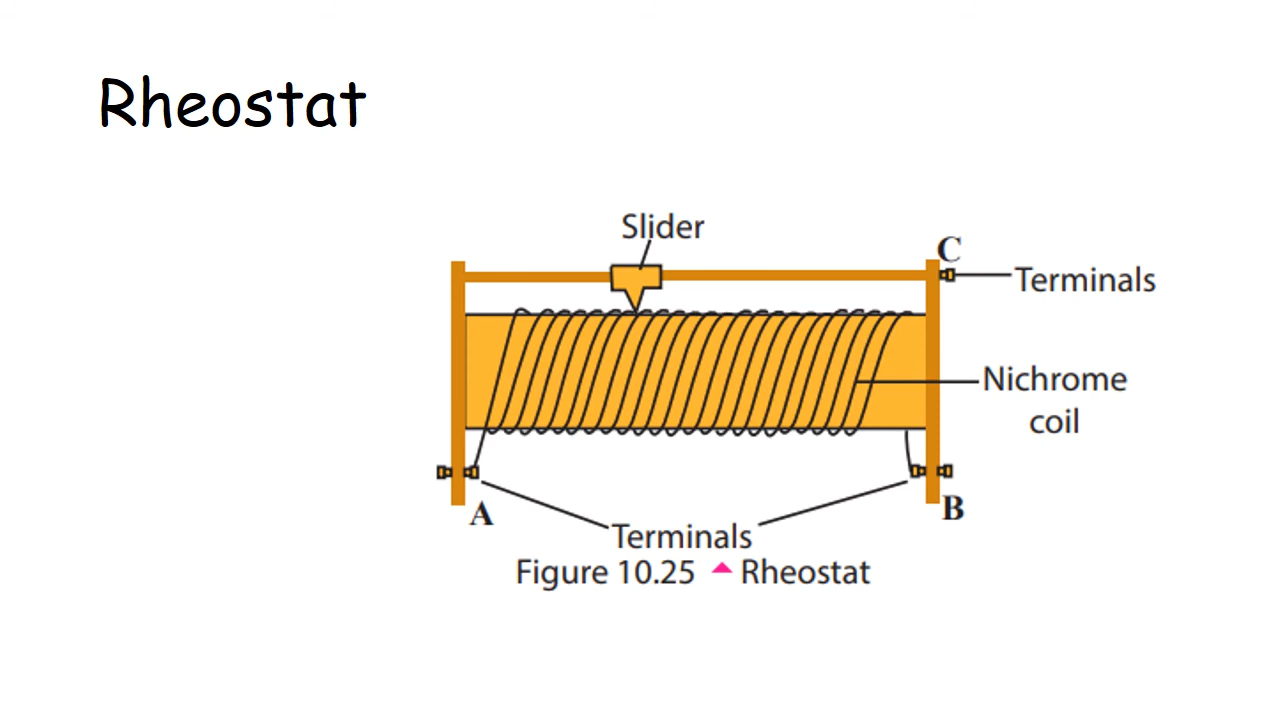 Rheostat
Slider
C
Terminals
Nichrome
coil
A
B
Terminals
Figure 10.25 ▲ Rheostat